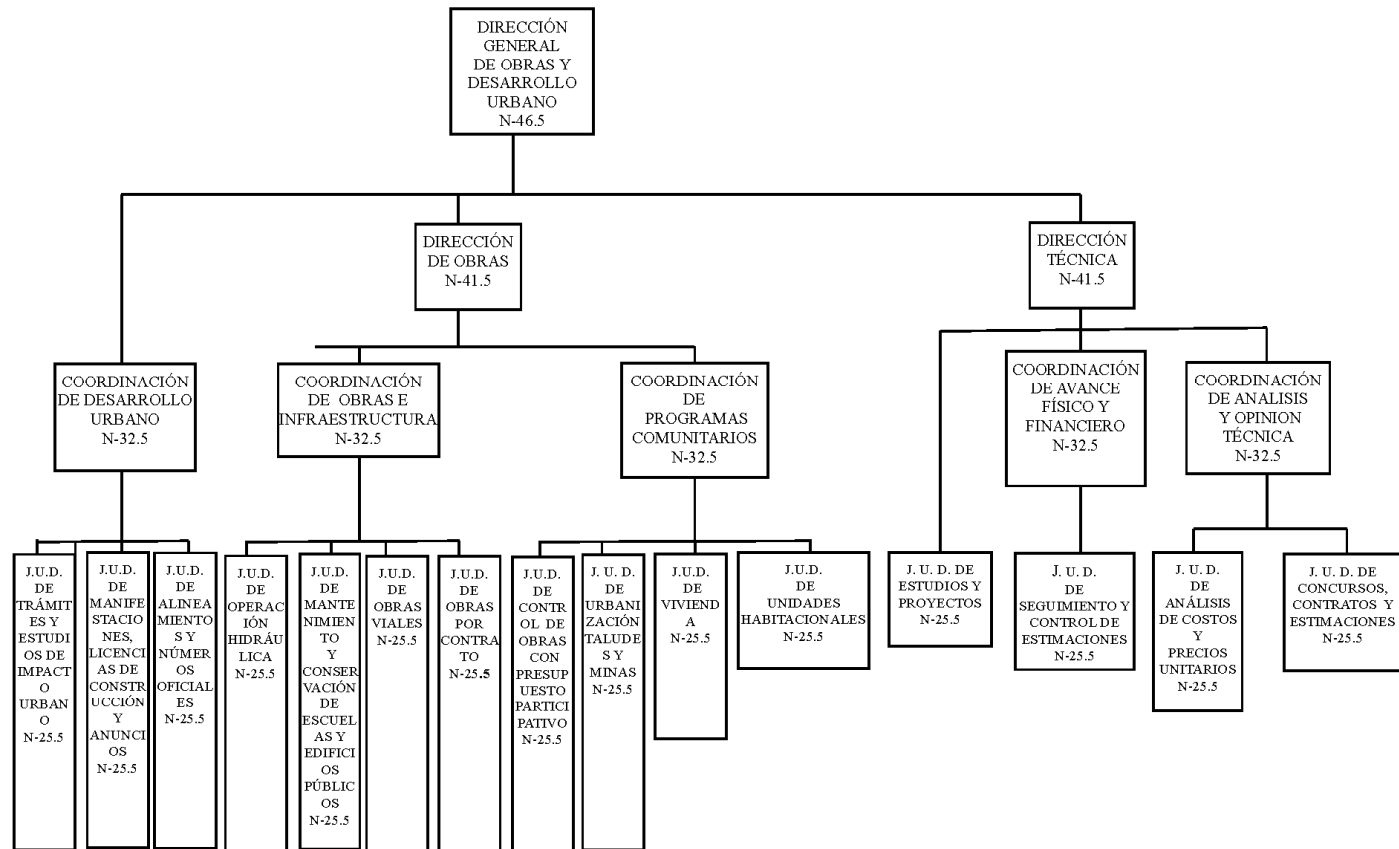 DIRECCIÓN
GENERAL
DE OBRAS Y
DESARROLLO
URBANO
N-46.5
DIRECCIÓN
DE OBRAS
N-41.5
DIRECCIÓN
TÉCNICA
N-41.5
COORDINACIÓN
DE DESARROLLO
URBANO
N-32.5
COORDINACIÓN
DE OBRAS E
INFRAESTRUCTURA
N-32.5
COORDINACIÓN
DE
PROGRAMAS
COMUNITARIOS
N-32.5
COORDINACIÓN
DE AVANCE
FÍSICO Y
FINANCIERO
N-32.5
COORDINACIÓN
DE ANALISIS
Y OPINION
TÉCNICA
N-32.5
J.U.D.
DE
TRÁMIT
ES Y
ESTUDI
OS DE
IMPACT
O
URBAN
O
N-25.5
J.U.D.
DE
MANIFE
STACIO
NES,
LICENCI
AS DE
CONSTR
UCCIÓN
Y
ANUNCI
OS
N-25.5
J.U.D.
DE
ALINEA
MIENTO
S Y
NÚMER
OS
OFICIAL
ES
N-25.5
J.U.D.
DE
OPERAC
IÓN
HIDRÁU
LICA
N-25.5
J.U.D.
DE
MANTE
NIMIENT
O Y
CONSER
VACIÓN
DE
ESCUEL
AS Y
EDIFICI
OS
PÚBLIC
OS
N-25.5
J.U.D.
DE
OBRAS
VIALES
N-25.5
J.U.D.
DE
OBRAS
POR
CONTRA
TO
N-25.5
J. U. D.
DE
CONTR
OL DE
OBRAS
CON
PRESUP
UESTO
PARTICI
PATIVO
N-25.5
J. U. D.
DE
URBANI
ZACIÓN
TALUDE
S Y
MINAS
N-25.5
J.U.D.
DE
VIVIEND
A
N-25.5
J.U.D.
DE
UNIDADES
HABITACIONALES
N-25.5
J. U. D. DE
ESTUDIOS Y
PROYECTOS
N-25.5
J. U. D.
DE
SEGUIMIENTO Y
CONTROL DE
ESTIMACIONES
N-25.5
J. U. D.
DE
ANÁLISIS
DE COSTOS
Y
PRECIOS
UNITARIOS
N-25.5
J. U. D. DE
CONCURSOS,
CONTRATOS Y
ESTIMACIONES
N-25.5